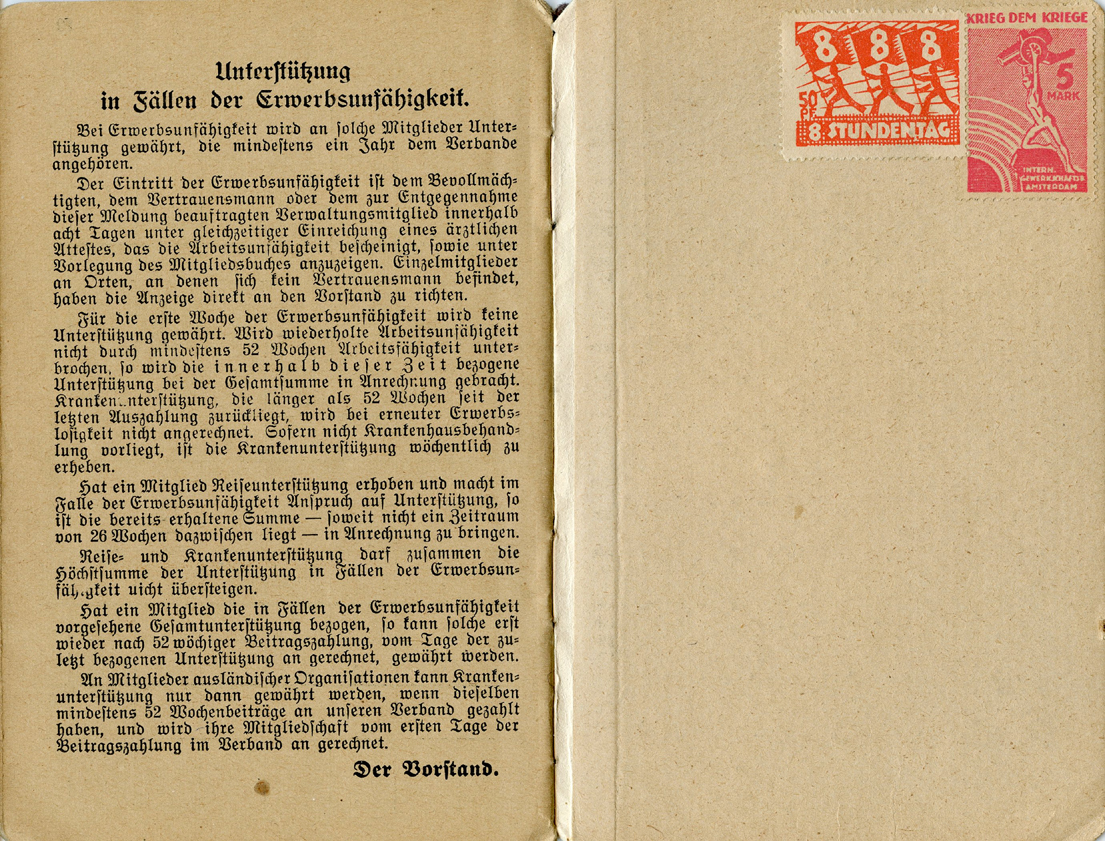 Unterstützung
in Fällen der Erwerbsunfähigkeit.
Bei Erwerbsunfähigkeit wird an solche Mitglieder Unter-
stützung gewährt, die mindestens ein Jahr dem Verbande
angehören.
Der Eintritt der Erwerbsunfähigkeit ist dem Bevollmäch-
tigten, dem Vertrauensmann oder dem zur Entgegennahme
dieser Meldung beauftragten Verwaltungsmitglied innerhalb
acht Tagen unter gleichzeitiger Einreichung eines ärztlichen
Attestes, das die Arbeitsunfähigkeit bescheinigt, sowie unter
Vorlegung des Mitgliedsbuches anzuzeigen. Einzelmitglieder
an Orten, an denen sich kein Vertrauensmann befindet,
haben die Anzeige direkt an den Vorstand zu richten.
Für die erste Woche der Erwerbsunfähigkeit wird keine
Unterstützung gewährt. Wird wiederholte Arbeitsunfähigkeit
nicht durch mindestens 52 Wochen Arbeitsfähigkeit unter-
brochen, so wird die innerhalb dieser Zeit bezogene
Unterstützung bei der Gesamtsumme in Anrechnung gebracht.
Krankenunterstützung, die länger als 52 Wochen seit der
letzten Auszahlung zurückliegt, wird bei erneuter Erwerbs-
losigkeit nicht angerechnet. Sofern nicht Krankenhausbehand-
lung vorliegt, ist die Krankenunterstützung wöchentlich zu
erheben.
Hat ein Mitglied Reiseunterstützung erhoben und macht im
Falle der Erwerbsunfähigkeit Anspruch auf Unterstützung, so
ist die bereits erhaltene Summe — soweit nicht ein Zeitraum
von 26 Wochen dazwischen liegt — in Anrechnung zu bringen.
Reise- und Krankenunterstützung darf zusammen die
Höchstsumme der Unterstützung in Fällen der Erwerbsun-
fähigkeit uicht übersteigen.
Hat ein Mitglied die in Fällen der Erwerbsunfähigkeit
vorgesehene Gesamtunterstützung bezogen, so kann solche erst
wieder nach 52 wöchiger Beitragszahlung, vom Tage der zu-
letzt bezogenen Unterstützung an gerechnet, gewährt werden.
An Mitglieder ausländischer Organisationen kann Kranken-
unterstützung nur dann gewährt werden, wenn dieselben
mindestens 52 Wochenbeiträge an unseren Verband gezahlt
haben, und wird ihre Mitgliedschaft vom ersten Tage der
Beitragszahlung im Verband an gerechnet.
Der Vorstand.
8 8 8
50
PF.
8 STUNDENTAG
KRIEG DEM KRIEGE
5
MARK
INTERN.
GEWERKSCHAFTS
AMSTERDAM